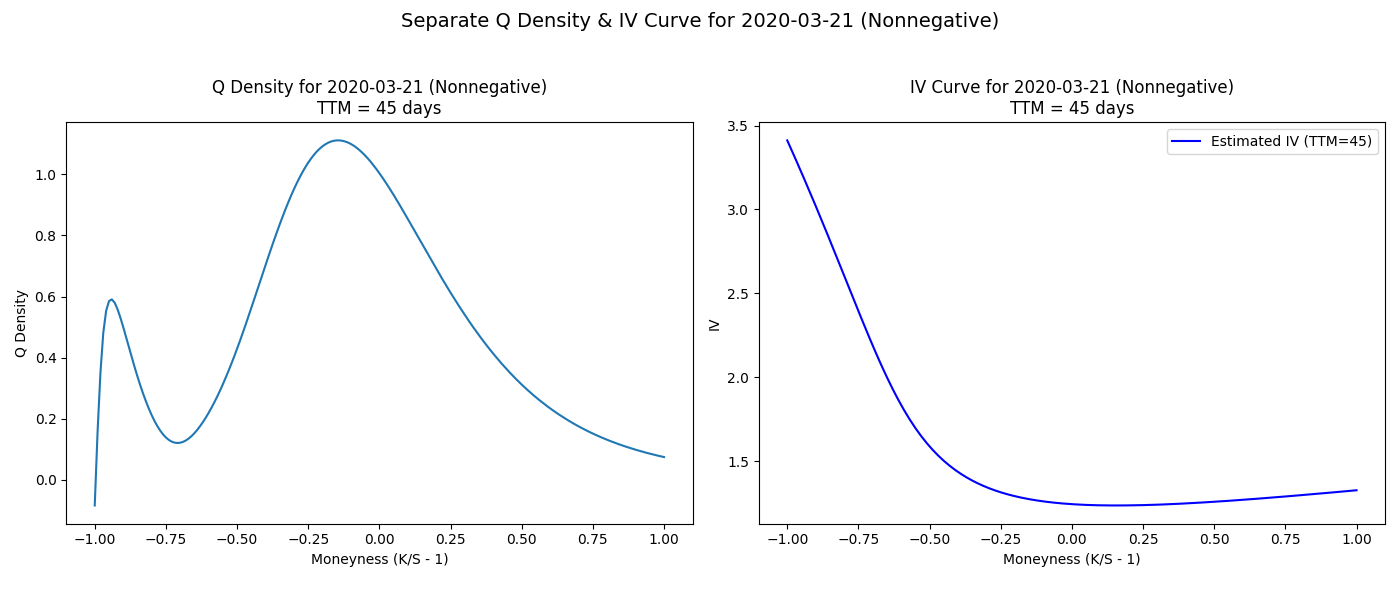 Separate Q Density & IV Curve for 2020-03-21 (Nonnegative)
Q Density for 2020-03-21 (Nonnegative)
TTM = 45 days
Q Density
1.0
0.8
0.6
0.4
0.2
0.0
−1.00 −0.75 −0.50 −0.25 0.00 0.25 0.50 0.75 1.00
Moneyness (K/S - 1)
IV Curve for 2020-03-21 (Nonnegative)
TTM = 45 days
Estimated IV (TTM=45)
IV
3.5
3.0
2.5
2.0
1.5
−1.00 −0.75 −0.50 −0.25 0.00 0.25 0.50 0.75 1.00
Moneyness (K/S - 1)